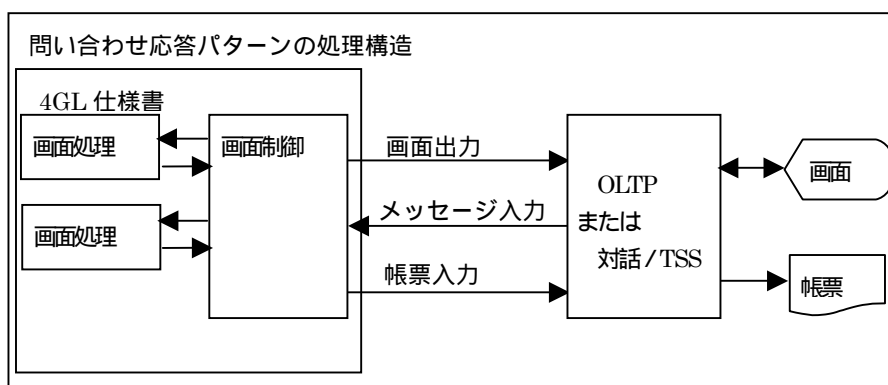 問い合わせ応答パターンの処理構造
4GL 仕様書
画面処理
画面制御
画面出力
OLTP
または
対話/TSS
画面
メッセージ入力
画面処理
帳票入力
帳票